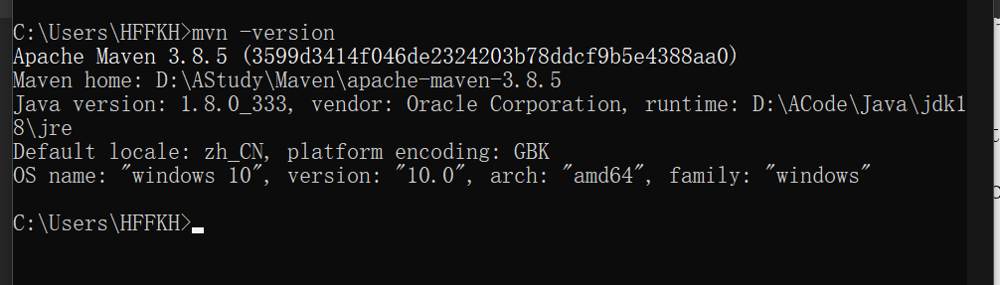 C:\Users\HFFKH>mvn -version
Apache Maven 3.8.5 (3599d3414f046de2324203b78ddcf9b5e4388aa0)
Maven home: D:\AStudy\Maven\apache-maven-3.8.5
Java version: 1.8.0_333, vendor: Oracle Corporation, runtime: D:\ACode\Java\jdk1
8\jre
Default locale: zh_CN, platform encoding: GBK
OS name: "windows 10", version: "10.0", arch: "amd64", family: "windows"
C:\Users\HFFKH>